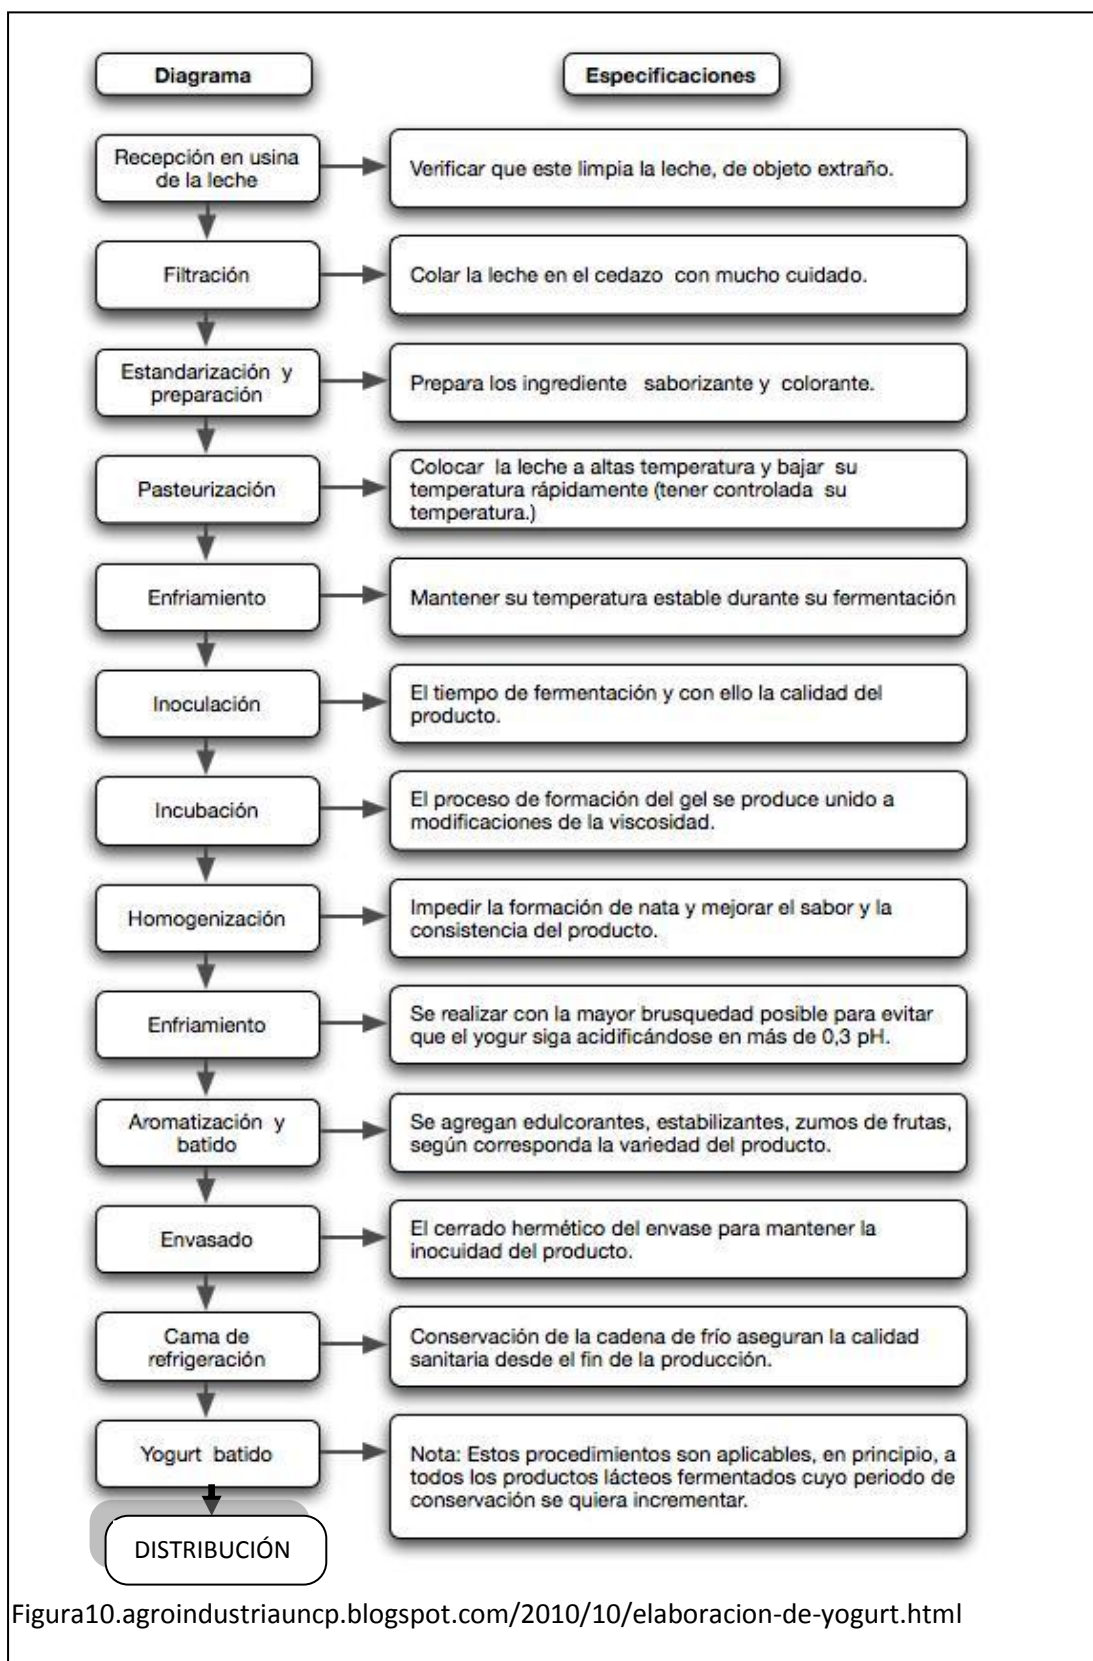 Diagrama
Especificaciones
Recepción en usina
de la leche
Verificar que este limpia la leche, de objeto extraño.
Filtración
Colar la leche en el cedazo con mucho cuidado.
Estandarización y
preparación
Prepara los ingrediente saborizante y colorante.
Pasteurización
Colocar la leche a altas temperatura y bajar su
temperatura rápidamente (tener controlada su
temperatura.)
Enfriamiento
Mantener su temperatura estable durante su fermentación
Inoculación
El tiempo de fermentación y con ello la calidad del
producto.
Incubación
El proceso de formación del gel se produce unido a
modificaciones de la viscosidad.
Homogenización
Impedir la formación de nata y mejorar el sabor y la
consistencia del producto.
Enfriamiento
Se realizar con la mayor brusquedad posible para evitar
que el yogur siga acidificándose en más de 0,3 pH.
Aromatización y
batido
Se agregan edulcorantes, estabilizantes, zumos de frutas,
según corresponda la variedad del producto.
Envasado
El cerrado hermético del envase para mantener la
inocuidad del producto.
Cama de
refrigeración
Conservación de la cadena de frío aseguran la calidad
sanitaria desde el fin de la producción.
Yogurt batido
Nota: Estos procedimientos son aplicables, en principio, a
todos los productos lácteos fermentados cuyo periodo de
conservación se quiera incrementar.
DISTRIBUCIÓN
Figura10.agroindustriauncp.blogspot.com/2010/10/elaboracion-de-yogurt.html